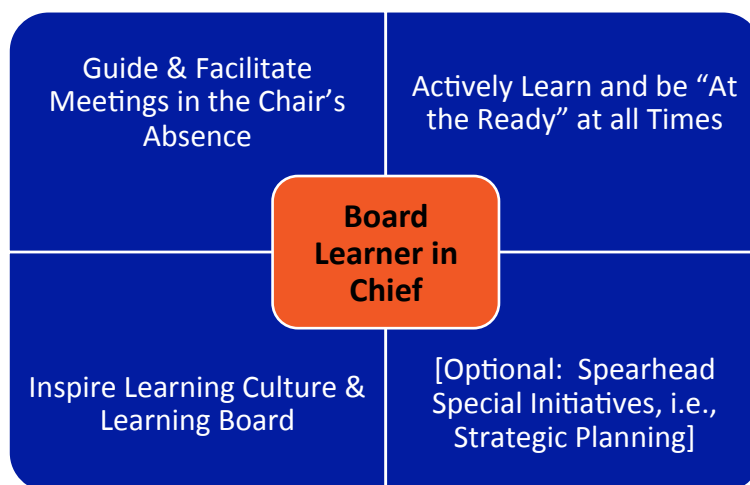 Guide & Facilitate
Meetings in the Chair’s
Absence
Actively Learn and be “At
the Ready” at all Times
Board
Learner in
Chief
Inspire Learning Culture &
Learning Board
[Optional:  Spearhead
Special Initiatives, i.e.,
Strategic Planning]